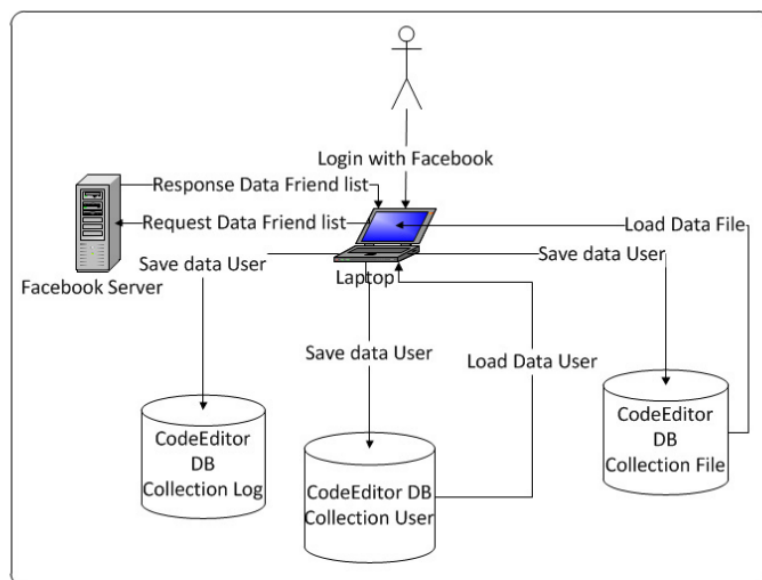 Login with Facebook
Response Data Friend list
Request Data Friend list
Load Data File
Save data User
Save data User
Laptop
Facebook Server
Save data User
Load Data User
CodeEditor
DB
Collection Log
CodeEditor DB
Collection User
CodeEditor
DB
Collection File